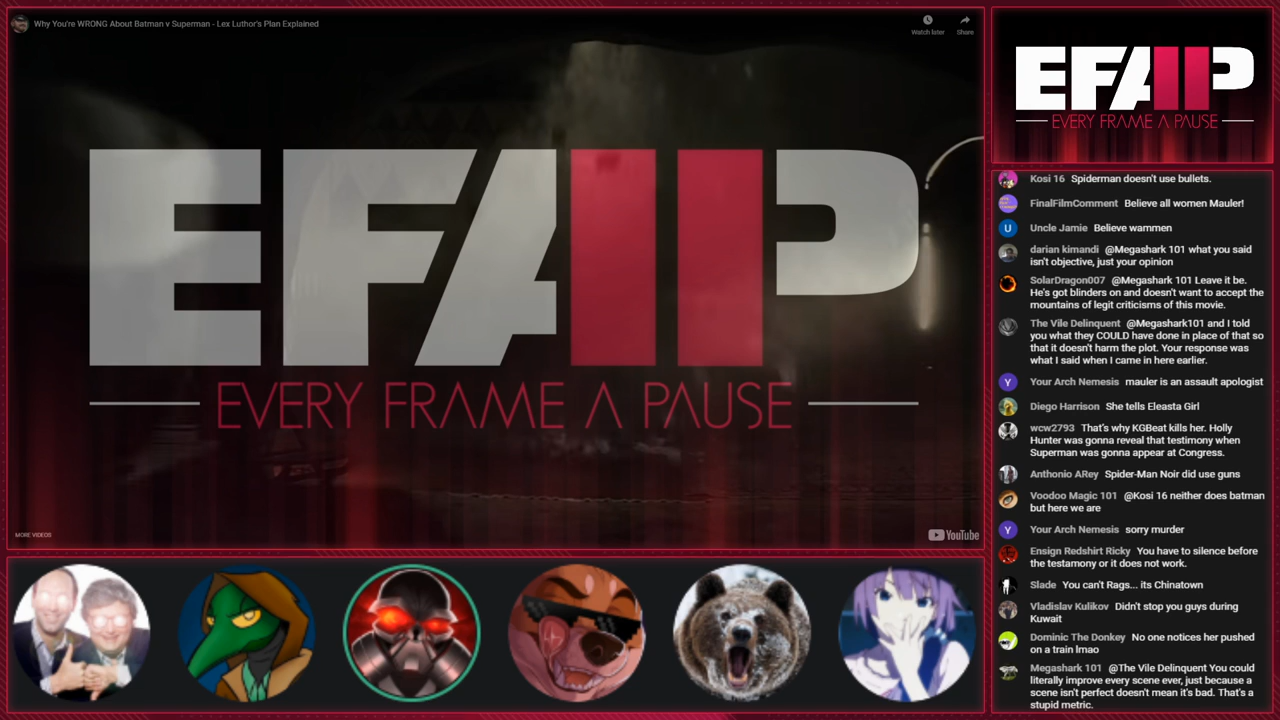 Why You're WRONG About Batman v Superman - Lex Luthor's Plan Explained
Watch later
Share
EFAP
EVERY FRAME A PAUSE
MORE VIDEOS
YouTube
EFAP
EVERY FRAME A PAUSE
Kosi 16 Spiderman doesn't use bullets.
FinalFilmComment Believe all women Mauler!
U
Uncle Jamie Believe wammen
darian kimandi @Megashark 101 what you said
isn't objective, just your opinion
SolarDragon007 @Megashark 101 Leave it be.
He's got blinders on and doesn't want to accept the
mountains of legit criticisms of this movie.
The Vile Delinquent @Megashark101 and I told
you what they COULD have done in place of that so
that it doesn't harm the plot. Your response was
what I said when I came in here earlier.
Y
Your Arch Nemesis mauler is an assault apologist
Diego Harrison She tells Eleasta Girl
wcw2793 That's why KGBeat kills her. Holly
Hunter was gonna reveal that testimony when
Superman was gonna appear at Congress.
Anthonio ARey Spider-Man Noir did use guns
Voodoo Magic 101 @Kosi 16 neither does batman
but here we are
Y
Your Arch Nemesis sorry murder
Ensign Redshirt Ricky You have to silence before
the testamony or it does not work.
Slade You can't Rags... its Chinatown
Vladislav Kulikov Didn't stop you guys during
Kuwait
Dominic The Donkey No one notices her pushed
on a train lmao
Megashark 101 @The Vile Delinquent You could
literally improve every scene ever, just because a
scene isn't perfect doesn't mean it's bad. That's a
stupid metric.